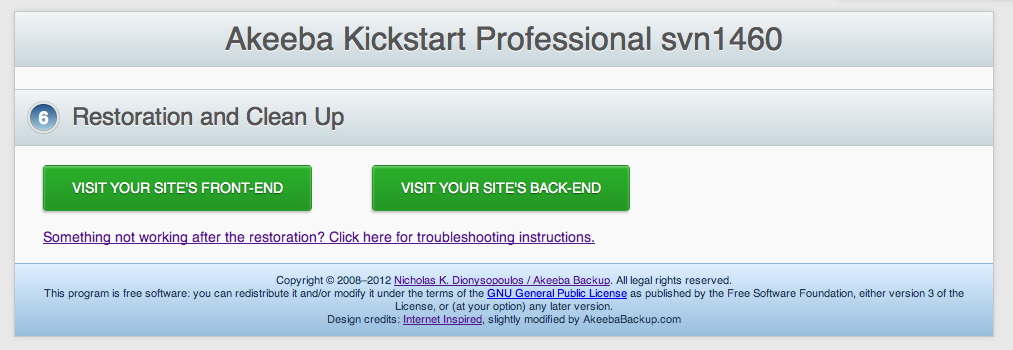 Akeeba Kickstart Professional svn1460
6 Restoration and Clean Up
VISIT YOUR SITE'S FRONT-END
VISIT YOUR SITE'S BACK-END
Something not working after the restoration? Click here for troubleshooting instructions.
Copyright © 2008–2012 Nicholas K. Dionysopoulos / Akeeba Backup. All legal rights reserved.
This program is free software: you can redistribute it and/or modify it under the terms of the GNU General Public License as published by the Free Software Foundation, either version 3 of the
License, or (at your option) any later version.
Design credits: Internet Inspired, slightly modified by AkeebaBackup.com